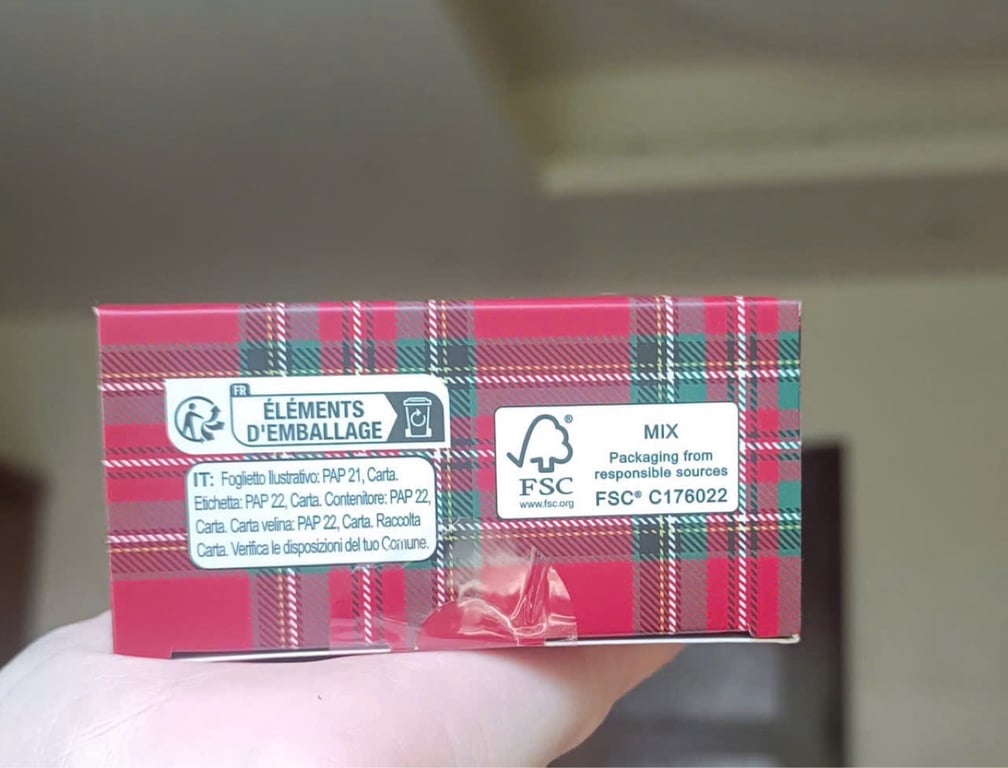 FR
ÉLÉMENTS
D'EMBALLAGE
IT: Foglietto Ilustrativo: PAP 21, Carta.
Etichetta: PAP 22, Carta. Contenitore: PAP 22,
Carta. Carta velina: PAP 22, Carta. Raccolta
Carta. Verifica le disposizioni del tuo Comune.
®
FSC
www.fsc.org
MIX
Packaging from
responsible sources
FSC® C176022